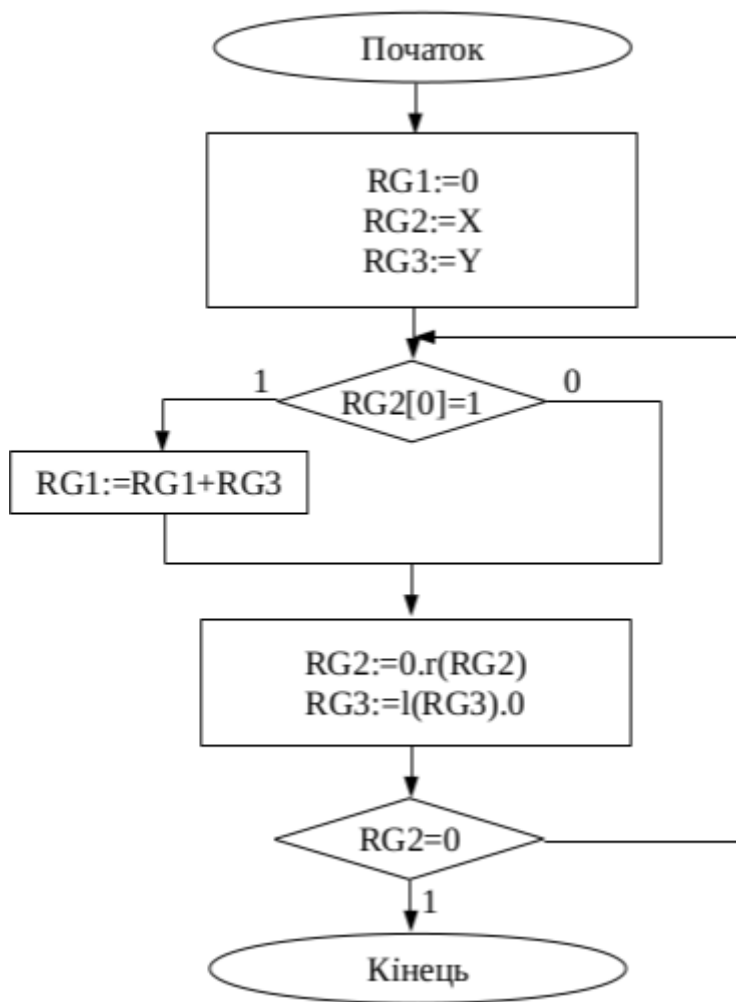 Початок
RG1:=0
RG2:=X
RG3:=Y
1
RG2[0]=1
0
RG1:=RG1+RG3
RG2:=0.r(RG2)
RG3:=l(RG3).0
RG2=0
1
Кінець